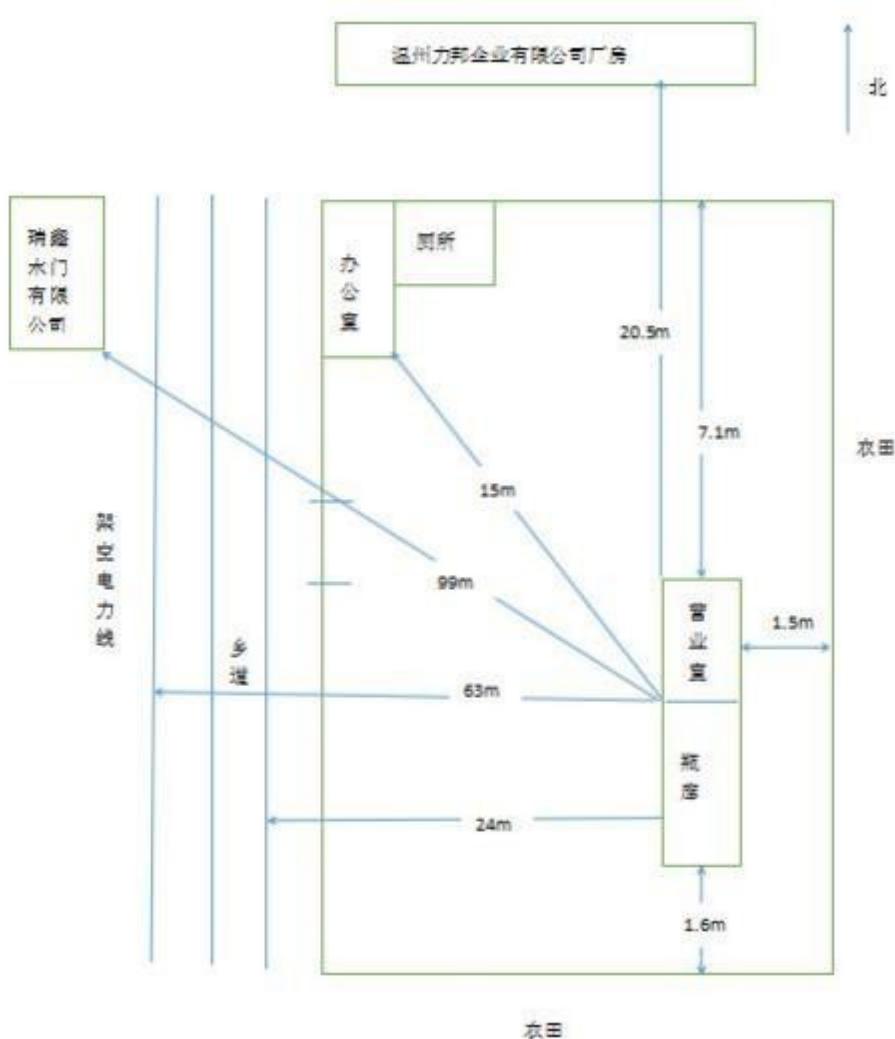 温州力邦企业有限公司厂房
北
瑞鑫
木门
有限
公司
办
公
室
厕所
20.5m
7.1m
农田
15m
架
空
电
力
线
99m
营
业
室
1.5m
乡
道
63m
瓶
库
24m
1.6m
农田